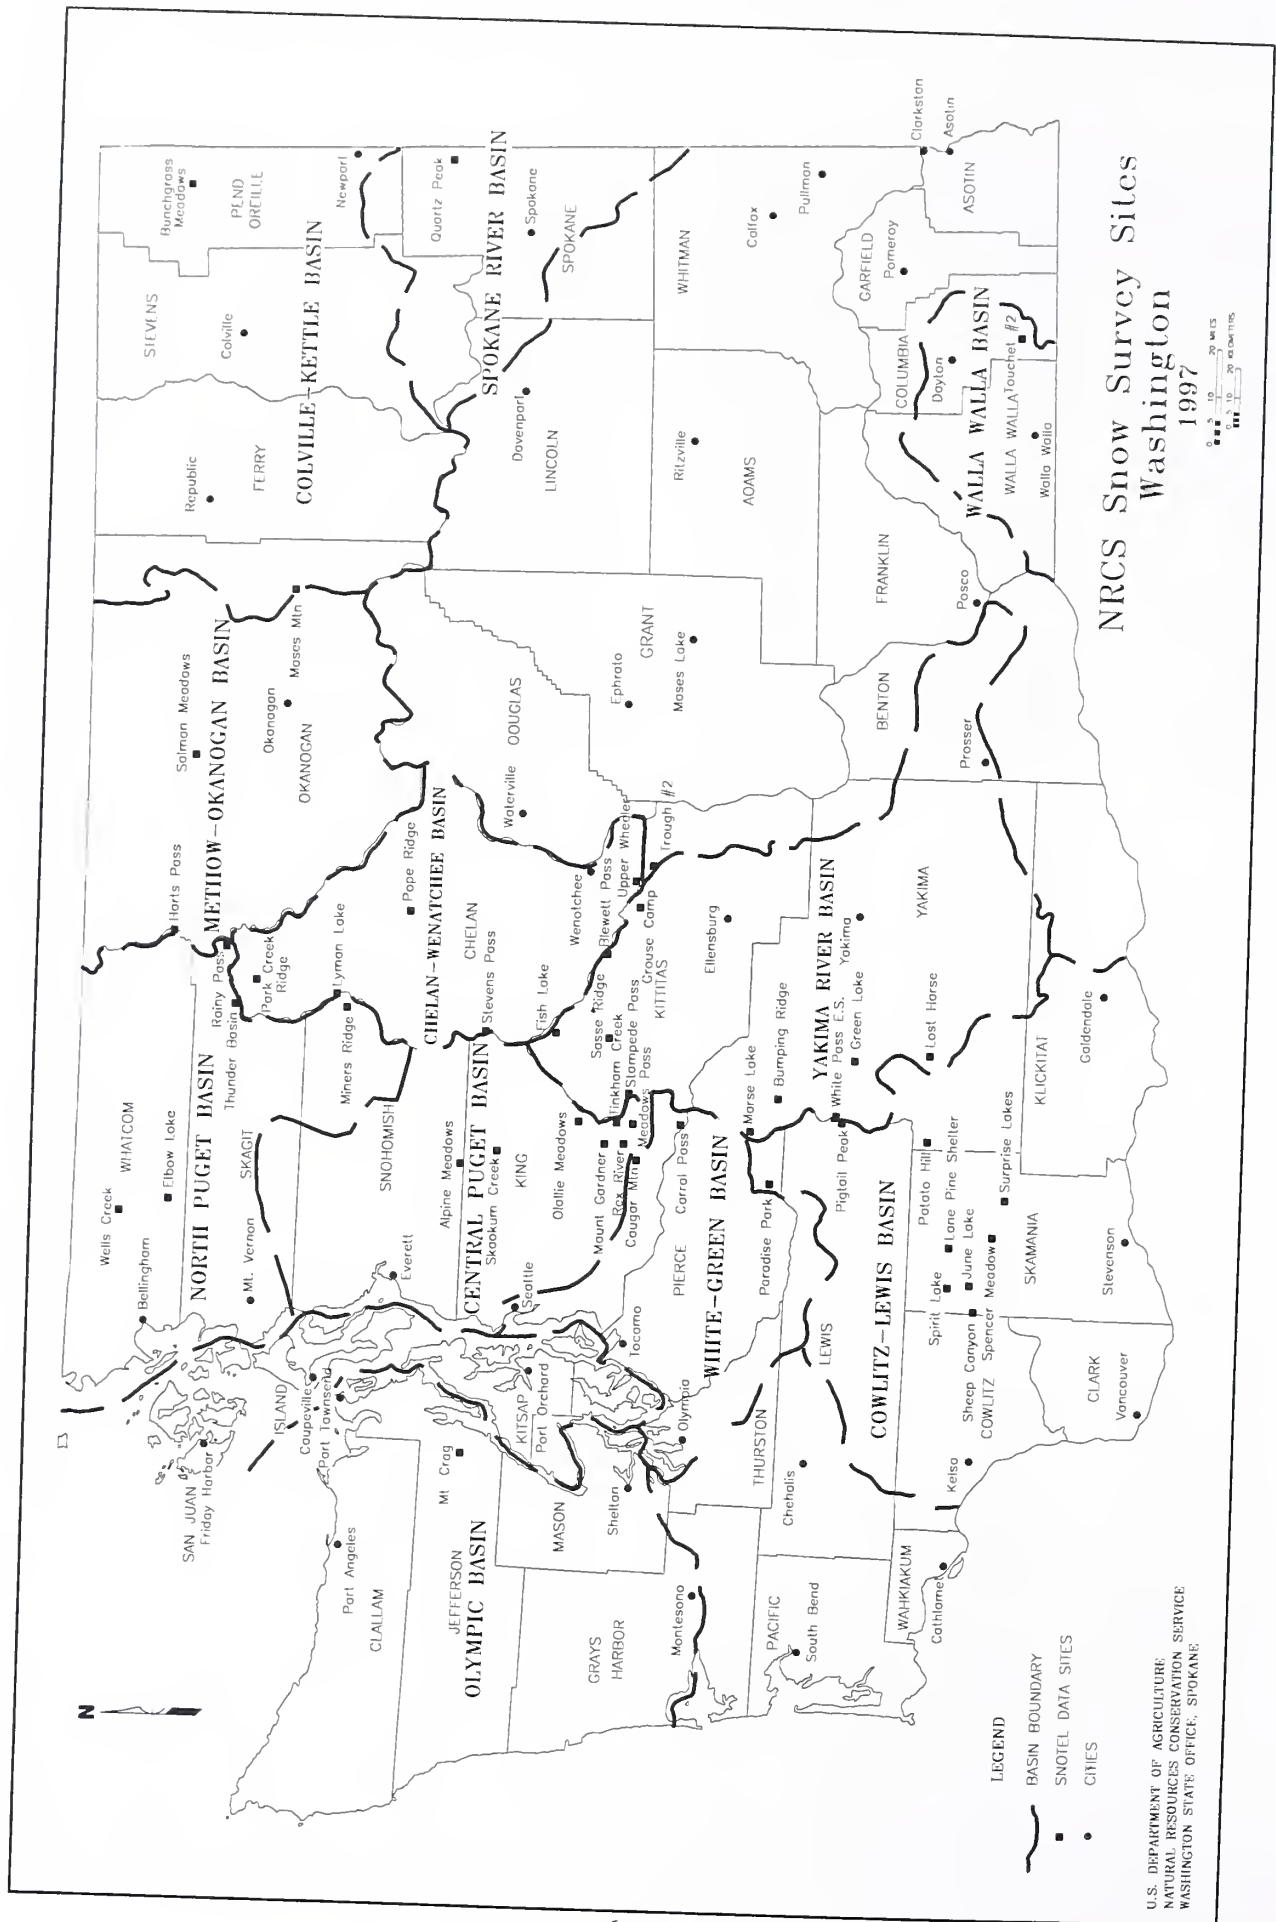 N
SAN JUAN
Friday Harbor
ISLAND
Coupeville
Port Townsend
Port Angeles
CLALLAM
Bellingham
Wells Creek
WHATCOM
Elbow Lake
NORTH PUGET BASIN
Mt. Vernon
SKAGIT
Thunder Basin
Rainy Pass
Park Creek
Ridge
Harts Pass
METHOW-OKANOGAN BASIN
Salmon Meadows
Okanogan
OKANOGAN
Moses Mtn
Republic
FERRY
COLVILLE-KETTLE BASIN
STEVENS
Colville
Bunchgrass
Meadows
PEND
OREILLE
Newport
Mt Crag
JEFFERSON
OLYMPIC BASIN
Everett
SNOHOMISH
Miners Ridge
Lyman Lake
Pope Ridge
CHELAN-WENATCHEE BASIN
CHELAN
Stevens Pass
Alpine Meadows
CENTRAL PUGET BASIN
Skookum Creek
KING
Seattle
KITSAP
Port Orchard
MASON
Shelton
GRAYS
HARBOR
Montesano
Olallie Meadows
Fish Lake
Wenatchee
Waterville
DOUGLAS
Mount Gardner
Rex River
Cougar Mtn
Tinkham Creek
Stampede Pass
Meadows Pass
Sasse Ridge
Blewett Pass
Grouse Camp
Upper Wheeler
Trough #2
KITTITAS
Ellensburg
Ephrata
GRANT
Moses Lake
Davenport
LINCOLN
SPOKANE RIVER BASIN
Quartz Peak
Spokane
SPOKANE
Ritzville
ADAMS
WHITMAN
Colfax
Pullman
Tacoma
Olympia
PIERCE
Corral Pass
WHITE-GREEN BASIN
Paradise Park
Morse Lake
Bumping Ridge
THURSTON
Chehalis
LEWIS
Pigtail Peak
White Pass E.S.
YAKIMA RIVER BASIN
Green Lake
Yakima
YAKIMA
Lost Horse
PACIFIC
South Bend
WAHKIAKUM
Cathlamet
COWLITZ-LEWIS BASIN
Kelso
Potato Hill
Lone Pine Shelter
Spirit Lake
June Lake
Sheep Canyon
Spencer Meadow
Surprise Lakes
COWLITZ
SKAMANIA
Stevenson
CLARK
Vancouver
KLICKITAT
Goldendale
BENTON
Prosser
FRANKLIN
Pasco
WALLA WALLA BASIN
WALLA WALLA
Walla Walla
Touchet #2
COLUMBIA
Dayton
GARFIELD
Pomeroy
ASOTIN
Clarkston
Asotin
LEGEND
BASIN BOUNDARY
SNOTEL DATA SITES
CITIES
NRCS Snow Survey Sites
Washington
1997
0 5 10 20 MILES
0 5 10 20 KILOMETERS
U.S. DEPARTMENT OF AGRICULTURE
NATURAL RESOURCES CONSERVATION SERVICE
WASHINGTON STATE OFFICE, SPOKANE